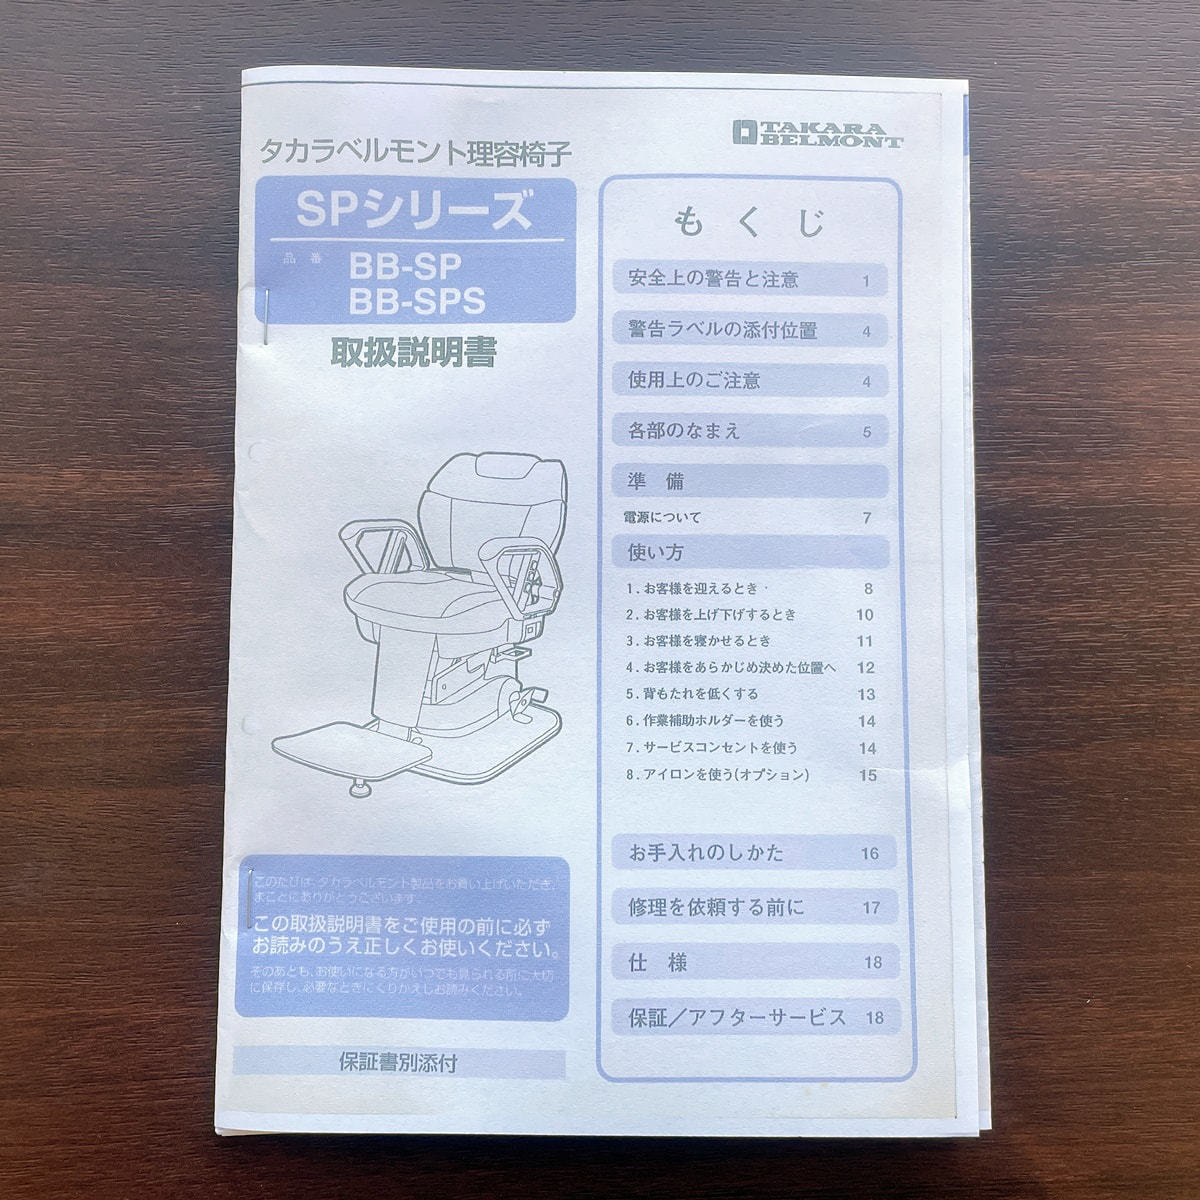 タカラベルモント理容椅子
SPシリーズ
品番 BB-SP
BB-SPS
取扱説明書
このたびは、タカラベルモント製品をお買い上げいただき、
まことにありがとうございます。
この取扱説明書をご使用の前に必ず
お読みのうえ正しくお使いください。
そのあとも、お使いになる方がいつでも見られる所に大切
に保存し、必要なときにくりかえしお読みください。
保証書別添付
TAKARA
BELMONT
もくじ
安全上の警告と注意 1
警告ラベルの添付位置 4
使用上のご注意 4
各部のなまえ 5
準 備
電源について 7
使い方
1.お客様を迎えるとき 8
2.お客様を上げ下げするとき 10
3.お客様を寝かせるとき 11
4.お客様をあらかじめ決めた位置へ 12
5.背もたれを低くする 13
6.作業補助ホルダーを使う 14
7.サービスコンセントを使う 14
8.アイロンを使う(オプション) 15
お手入れのしかた 16
修理を依頼する前に 17
仕 様 18
保証／アフターサービス 18